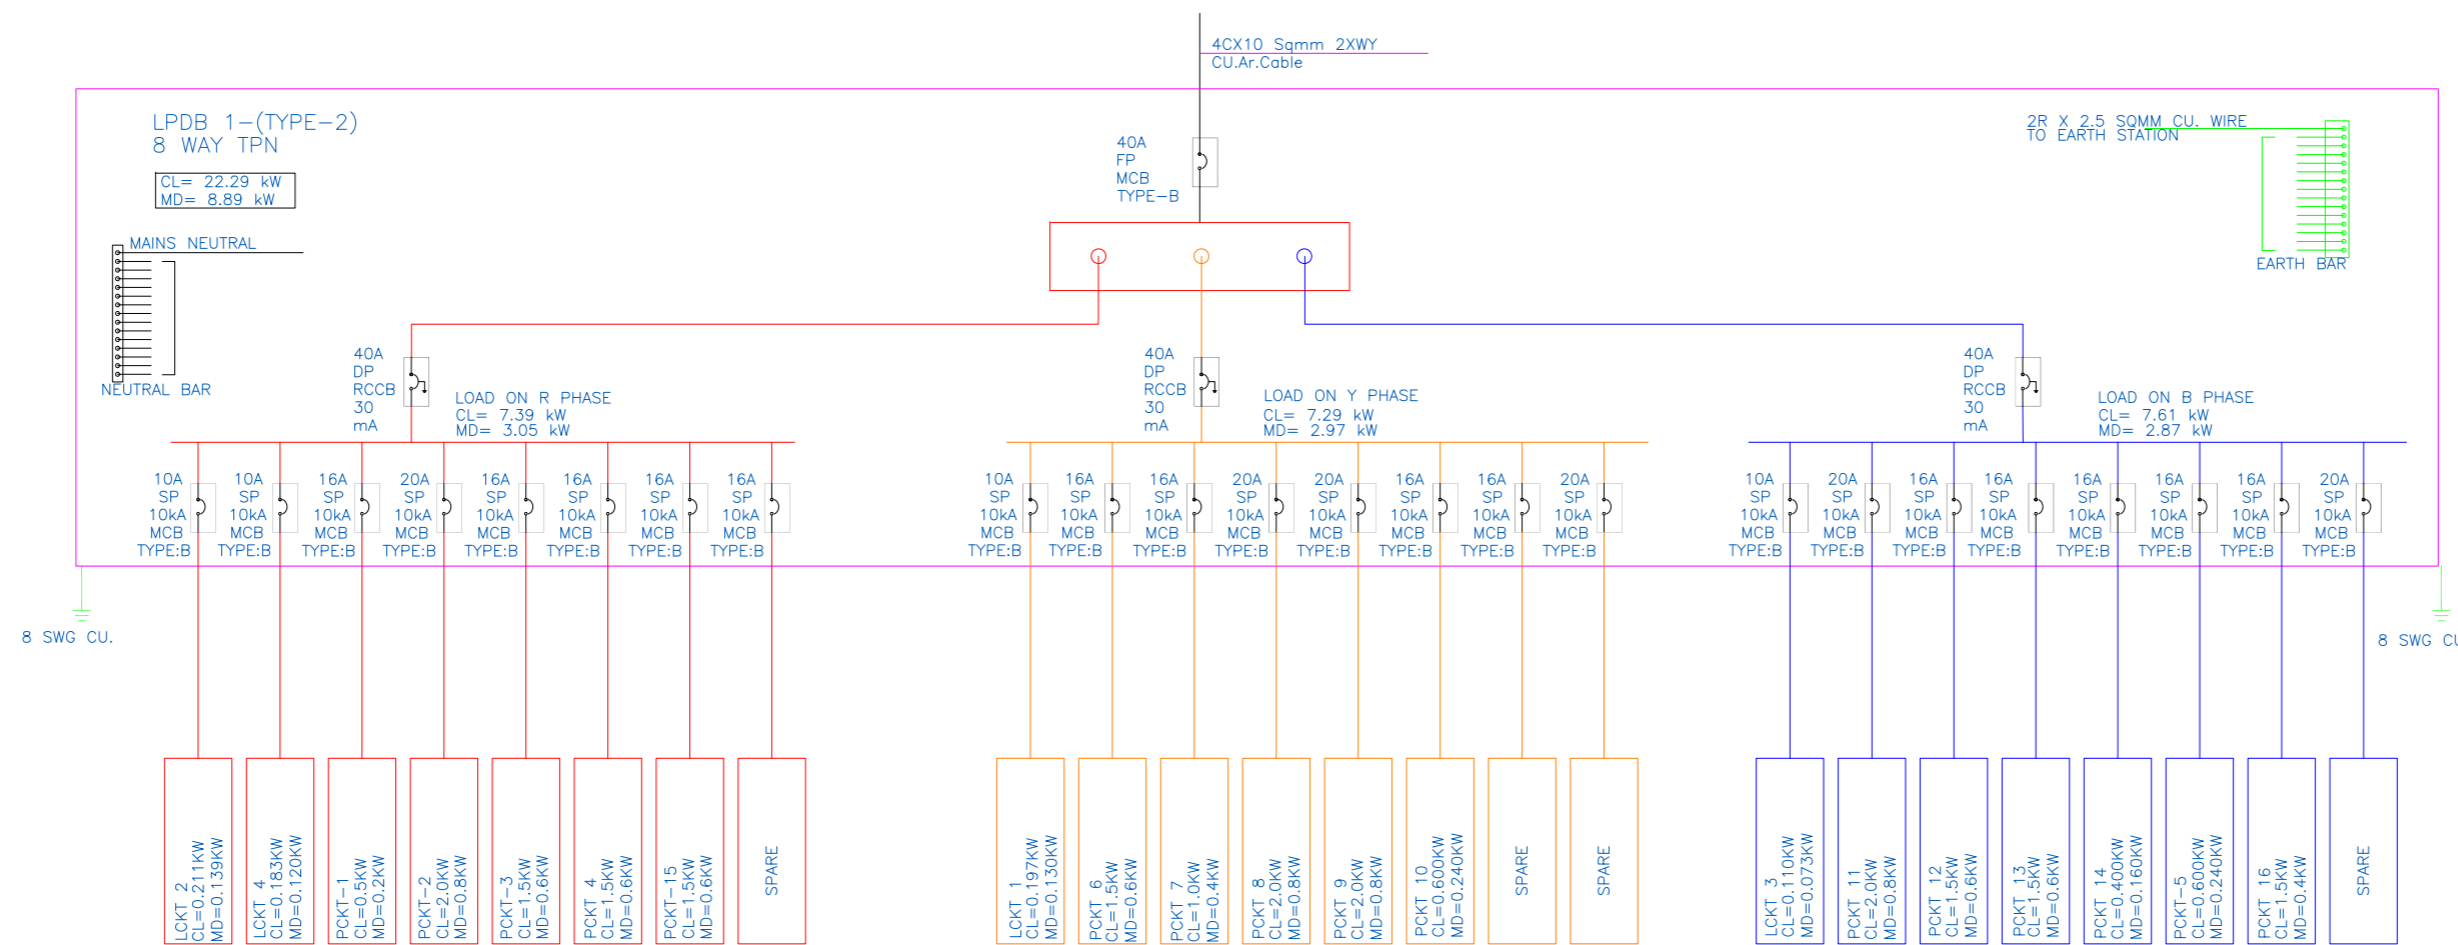 4CX10 Sqmm 2XWY
CU.Ar.Cable
LPDB 1-(TYPE-2)
8 WAY TPN
CL= 22.29 kW
MD= 8.89 kW
MAINS NEUTRAL
NEUTRAL BAR
40A
FP
MCB
TYPE-B
2R X 2.5 SQMM CU. WIRE
TO EARTH STATION
EARTH BAR
40A
DP
RCCB
30
mA
LOAD ON R PHASE
CL= 7.39 kW
MD= 3.05 kW
40A
DP
RCCB
30
mA
LOAD ON Y PHASE
CL= 7.29 kW
MD= 2.97 kW
40A
DP
RCCB
30
mA
LOAD ON B PHASE
CL= 7.61 kW
MD= 2.87 kW
10A
SP
10kA
MCB
TYPE:B
10A
SP
10kA
MCB
TYPE:B
16A
SP
10kA
MCB
TYPE:B
20A
SP
10kA
MCB
TYPE:B
16A
SP
10kA
MCB
TYPE:B
16A
SP
10kA
MCB
TYPE:B
16A
SP
10kA
MCB
TYPE:B
16A
SP
10kA
MCB
TYPE:B
10A
SP
10kA
MCB
TYPE:B
16A
SP
10kA
MCB
TYPE:B
16A
SP
10kA
MCB
TYPE:B
20A
SP
10kA
MCB
TYPE:B
20A
SP
10kA
MCB
TYPE:B
16A
SP
10kA
MCB
TYPE:B
16A
SP
10kA
MCB
TYPE:B
20A
SP
10kA
MCB
TYPE:B
10A
SP
10kA
MCB
TYPE:B
20A
SP
10kA
MCB
TYPE:B
16A
SP
10kA
MCB
TYPE:B
16A
SP
10kA
MCB
TYPE:B
16A
SP
10kA
MCB
TYPE:B
16A
SP
10kA
MCB
TYPE:B
16A
SP
10kA
MCB
TYPE:B
20A
SP
10kA
MCB
TYPE:B
8 SWG CU.
8 SWG CU
LCKT 2
CL=0.211KW
MD=0.139KW
LCKT 4
CL=0.183KW
MD=0.120KW
PCKT-1
CL=0.5KW
MD=0.2KW
PCKT-2
CL=2.0KW
MD=0.8KW
PCKT-3
CL=1.5KW
MD=0.6KW
PCKT 4
CL=1.5KW
MD=0.6KW
PCKT-15
CL=1.5KW
MD=0.6KW
SPARE
LCKT 1
CL=0.197KW
MD=0.130KW
PCKT 6
CL=1.5KW
MD=0.6KW
PCKT 7
CL=1.0KW
MD=0.4KW
PCKT 8
CL=2.0KW
MD=0.8KW
PCKT 9
CL=2.0KW
MD=0.8KW
PCKT 10
CL=0.600KW
MD=0.240KW
SPARE
SPARE
LCKT 3
CL=0.110KW
MD=0.073KW
PCKT 11
CL=2.0KW
MD=0.8KW
PCKT 12
CL=1.5KW
MD=0.6KW
PCKT 13
CL=1.5KW
MD=0.6KW
PCKT 14
CL=0.400KW
MD=0.160KW
PCKT-5
CL=0.600KW
MD=0.240KW
PCKT 16
CL=1.5KW
MD=0.4KW
SPARE